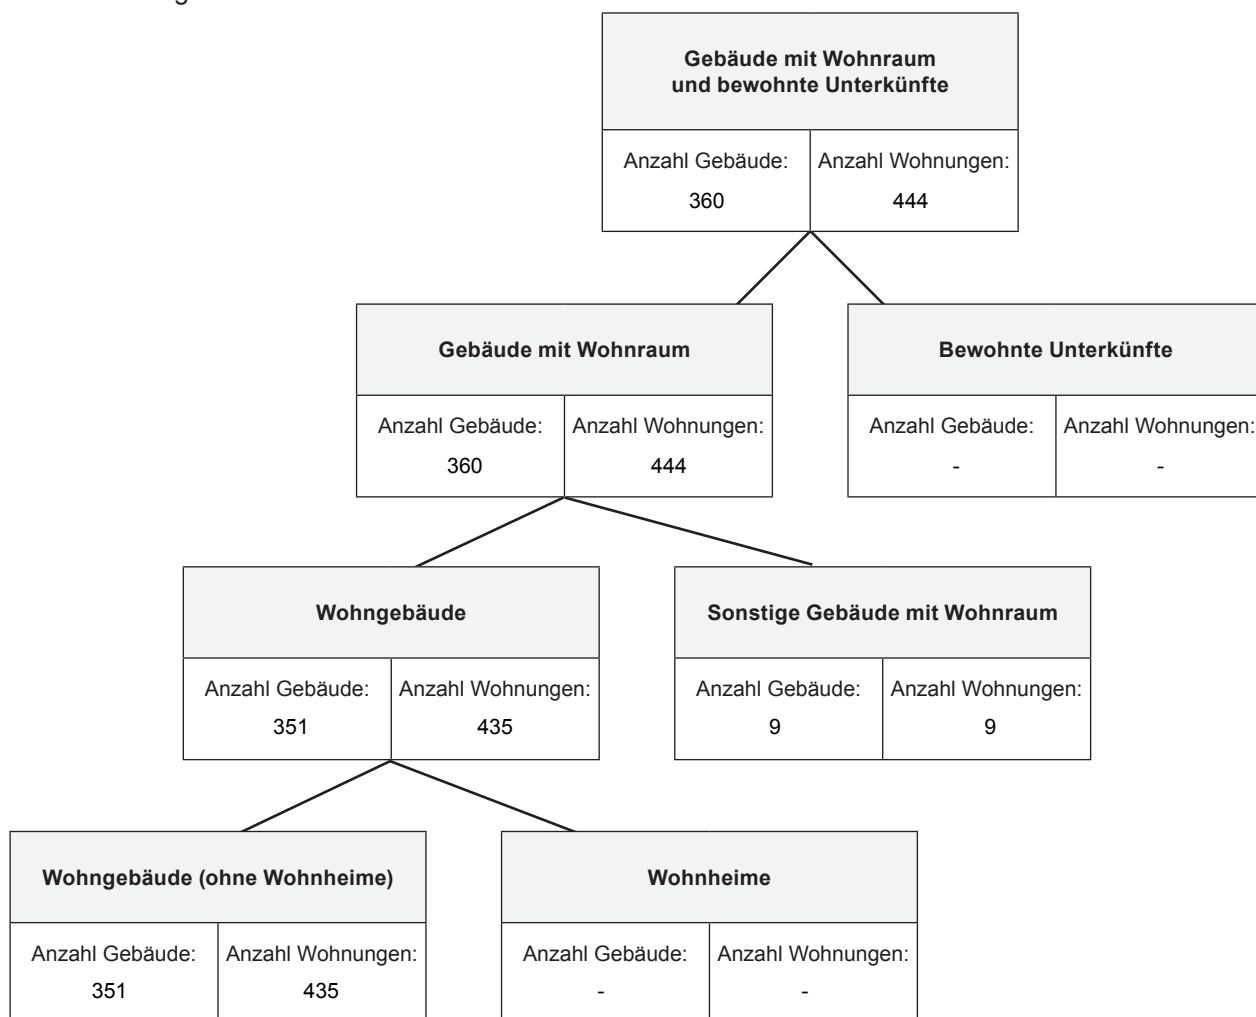 Gebäude mit Wohnraum
und bewohnte Unterkünfte
Anzahl Gebäude: Anzahl Wohnungen:
360 444
Gebäude mit Wohnraum
Bewohnte Unterkünfte
Anzahl Gebäude: Anzahl Wohnungen:
360 444
Anzahl Gebäude: Anzahl Wohnungen:
- -
Wohngebäude
Sonstige Gebäude mit Wohnraum
Anzahl Gebäude: Anzahl Wohnungen:
351 435
Anzahl Gebäude: Anzahl Wohnungen:
9 9
Wohngebäude (ohne Wohnheime)
Wohnheime
Anzahl Gebäude: Anzahl Wohnungen:
351 435
Anzahl Gebäude: Anzahl Wohnungen:
- -